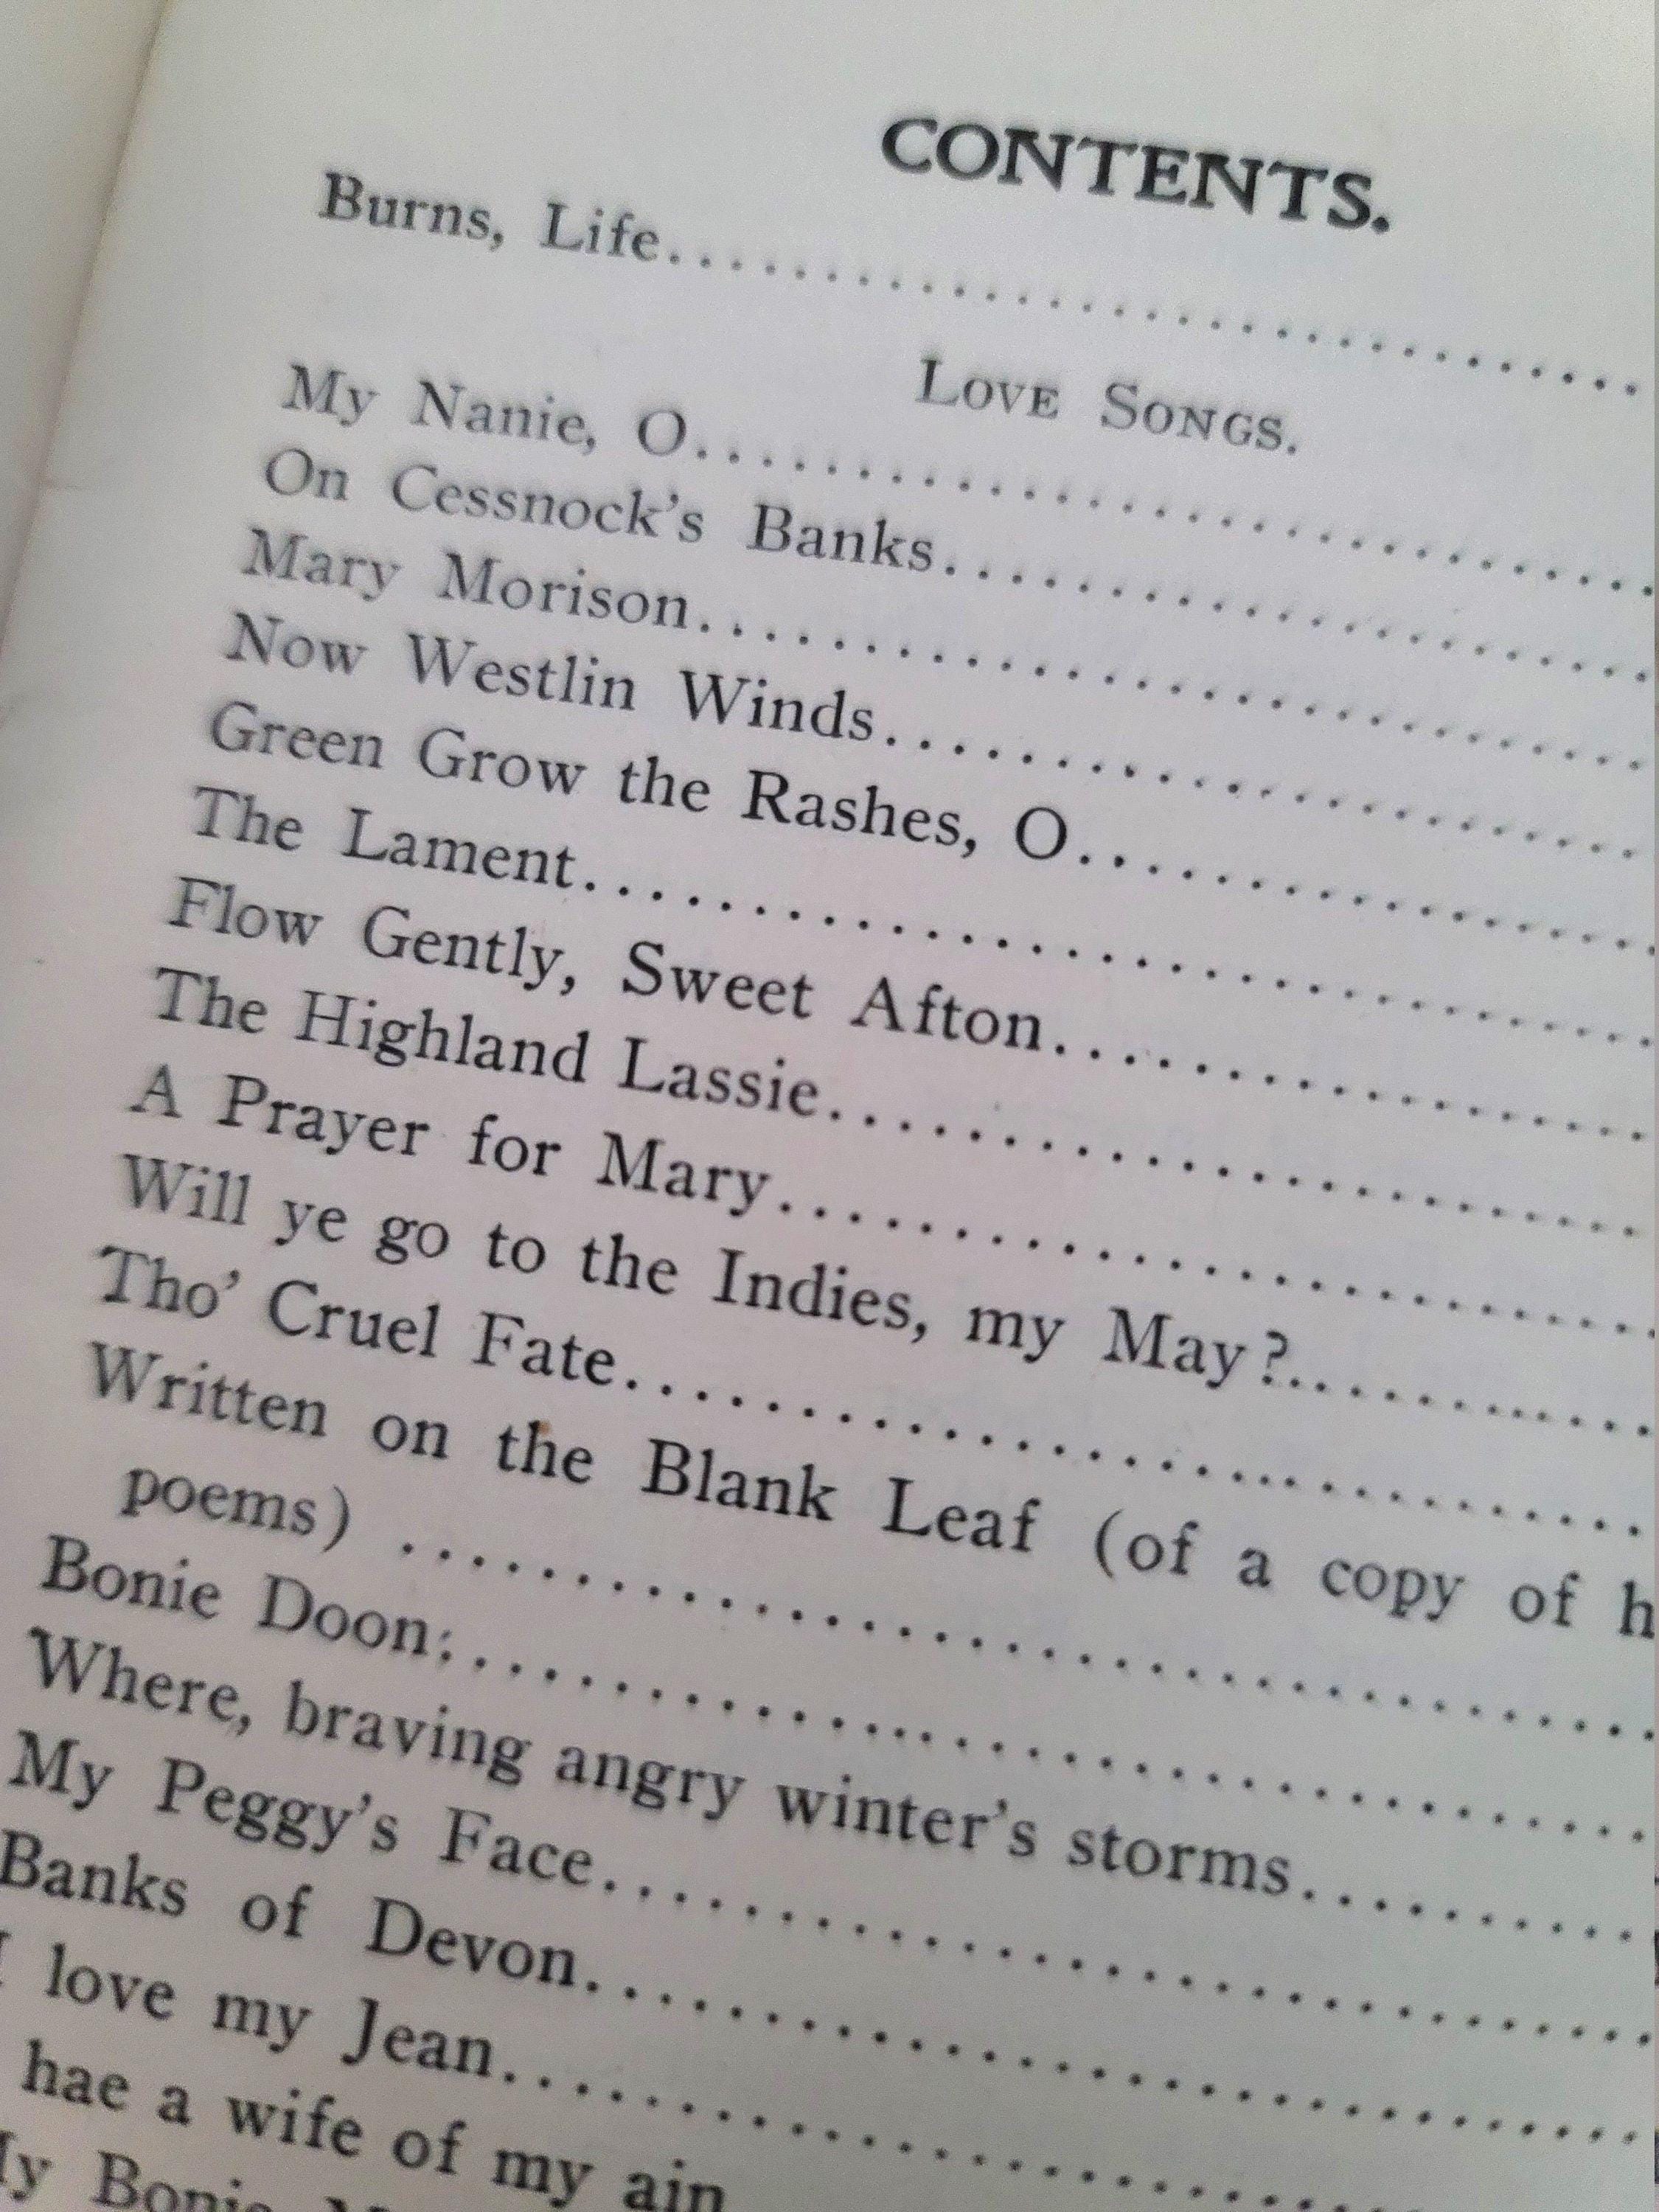 CONTENTS.
Burns, Life........................................
LOVE SONGS.
My Nanie, O........................................
On Cessnock's Banks........................................
Mary Morison........................................
Now Westlin Winds........................................
Green Grow the Rashes, O........................................
The Lament........................................
Flow Gently, Sweet Afton........................................
The Highland Lassie........................................
A Prayer for Mary........................................
Will ye go to the Indies, my May?........................................
Tho' Cruel Fate........................................
Written on the Blank Leaf (of a copy of h
poems) ........................................
Bonie Doon:........................................
Where, braving angry winter's storms........................................
My Peggy's Face........................................
Banks of Devon........................................
I love my Jean........................................
hae a wife of my ain
My Bonie